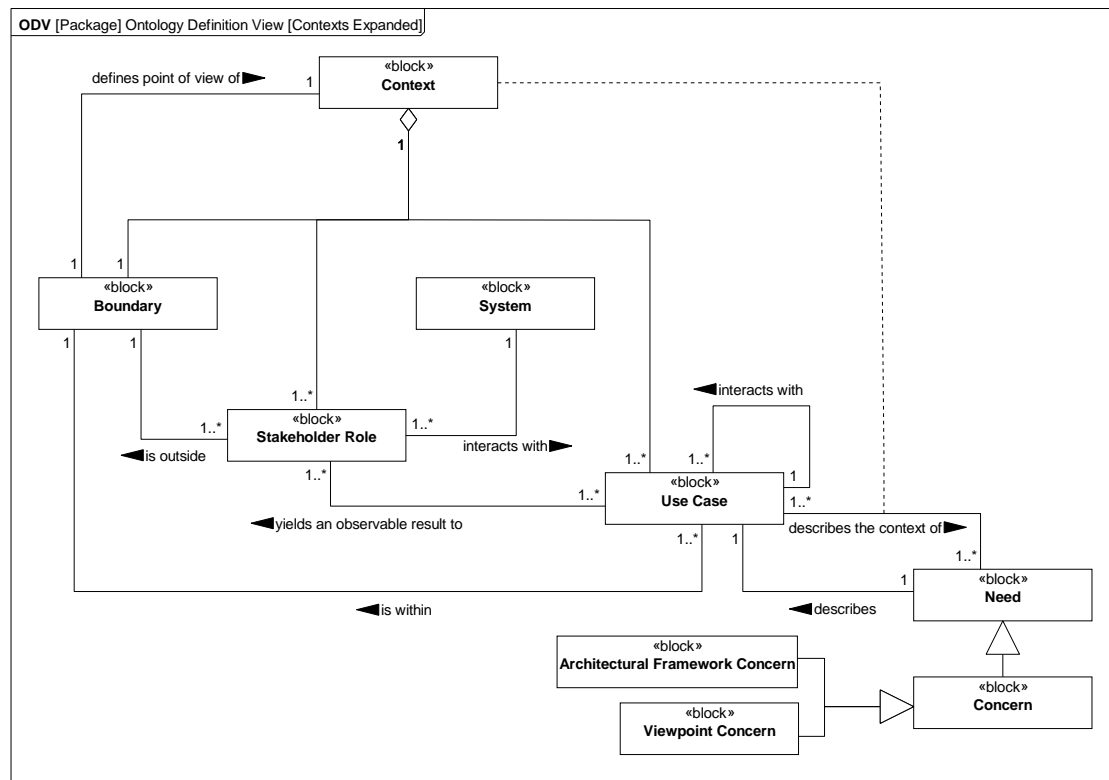 ODV [Package] Ontology Definition View [Contexts Expanded]
«block»
Context
defines point of view of
1
1
1
1
«block»
Boundary
«block»
System
1
1
1
1..*
interacts with
1..*
«block»
Stakeholder Role
1..*
1..*
interacts with
is outside
1..*
1..*
1
«block»
Use Case
1..*
1..*
1..*
yields an observable result to
describes the context of
1..*
1
1..*
1
«block»
Need
is within
describes
«block»
Architectural Framework Concern
«block»
Concern
«block»
Viewpoint Concern